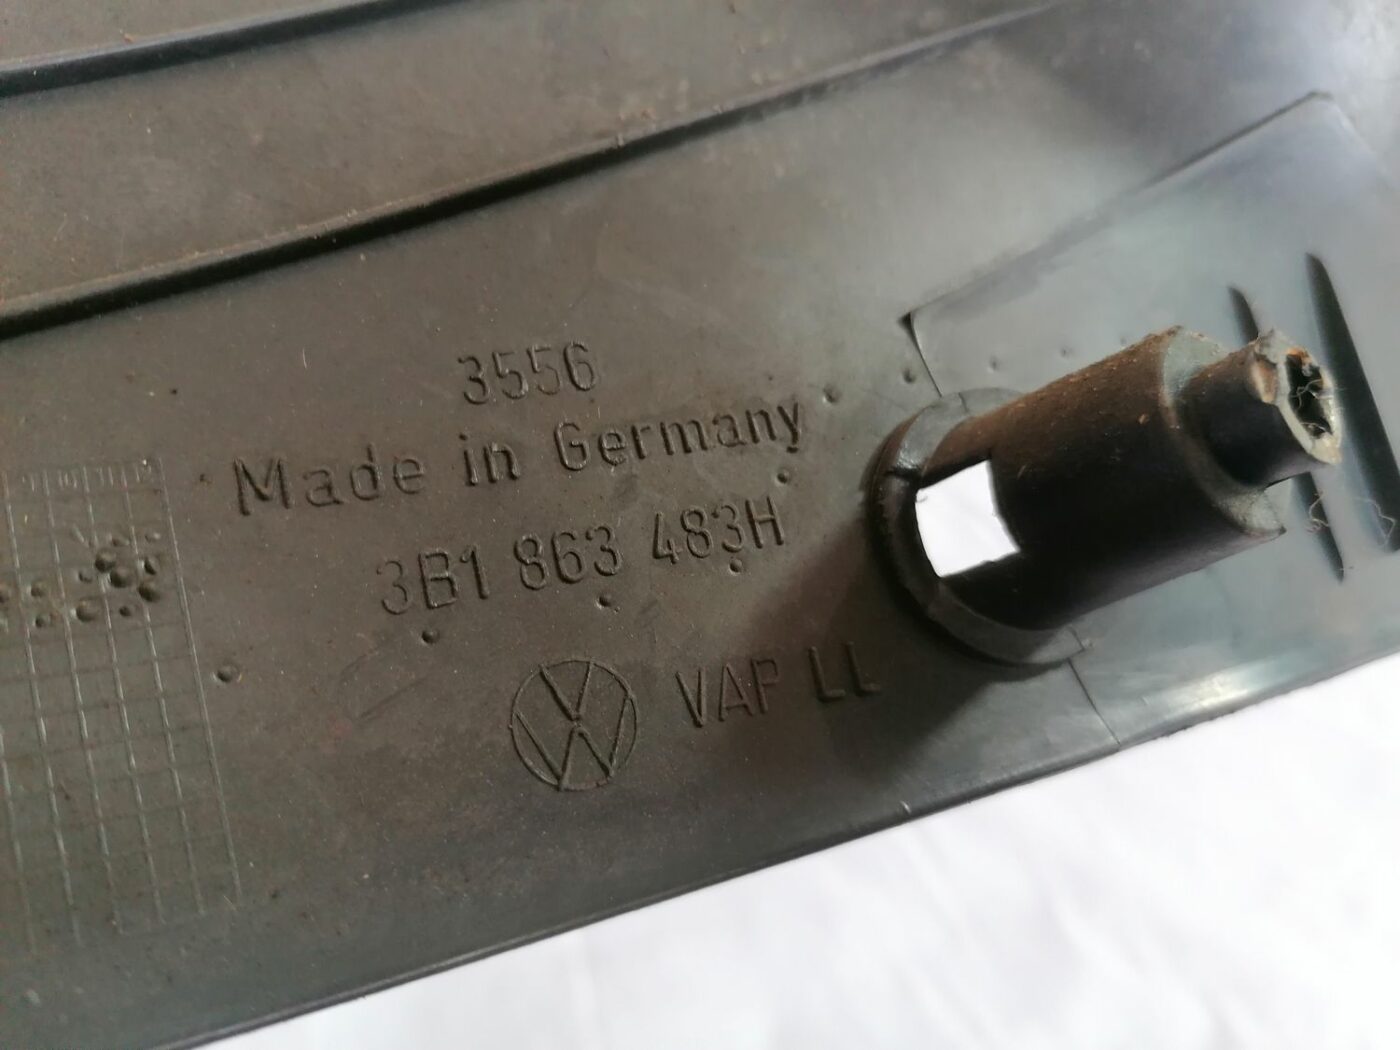 3556
Made in Germany
3B1 863 483H
VAP LL